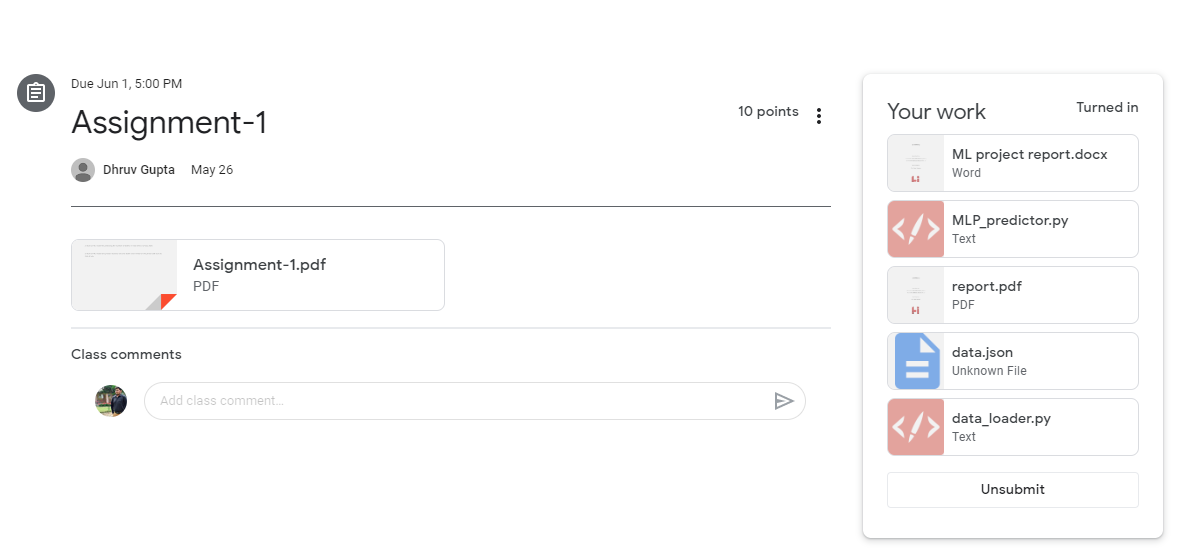 Due Jun 1, 5:00 PM
Assignment-1
10 points
Dhruv Gupta May 26
Assignment-1.pdf
PDF
Class comments
Add class comment...
Your work
Turned in
ML project report.docx
Word
MLP_predictor.py
Text
report.pdf
PDF
data.json
Unknown File
data_loader.py
Text
Unsubmit